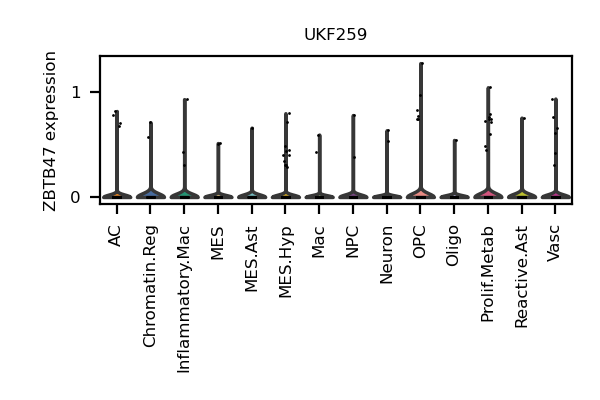 UKF259
ZBTB47 expression
1
0
AC
Chromatin.Reg
Inflammatory.Mac
MES
MES.Ast
MES.Hyp
Mac
NPC
Neuron
OPC
Oligo
Prolif.Metab
Reactive.Ast
Vasc